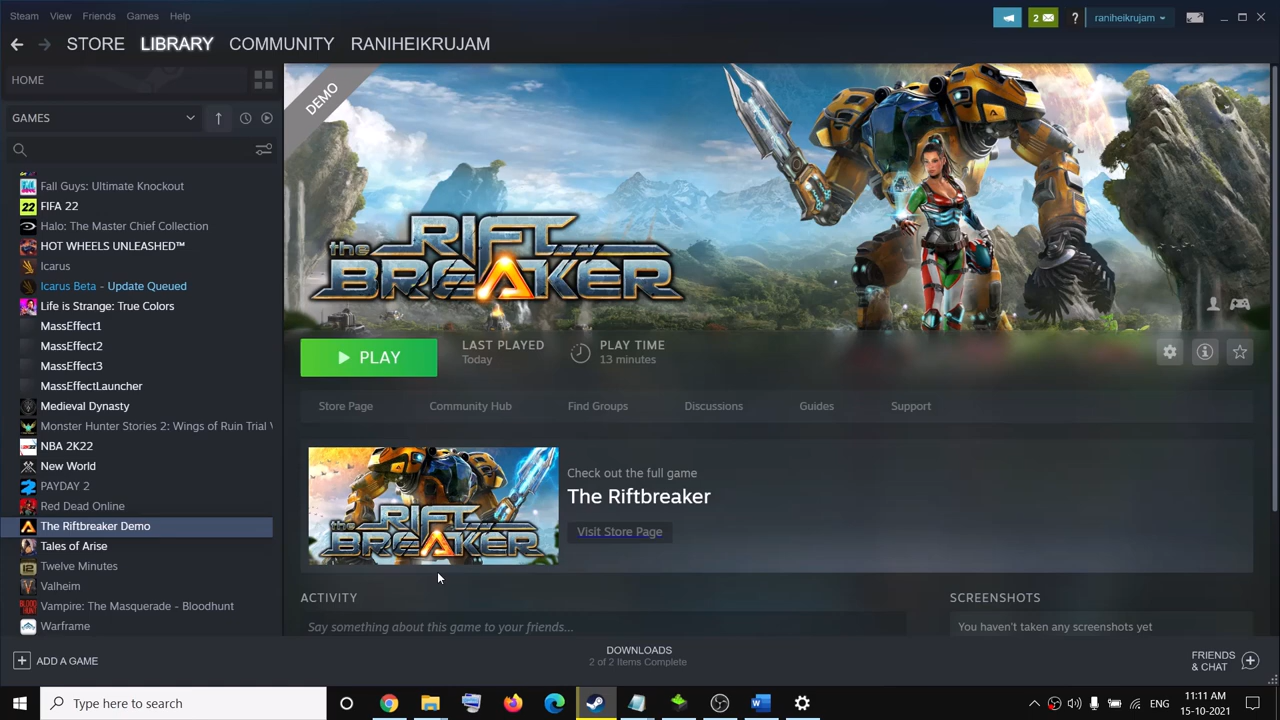 Steam View Friends Games Help
2 ? raniheikrujam
STORE LIBRARY COMMUNITY RANIHEIKRUJAM
HOME
GAMES
Fall Guys: Ultimate Knockout
22 FIFA 22
Halo: The Master Chief Collection
HOT WHEELS UNLEASHED™
Icarus
Icarus Beta - Update Queued
Life is Strange: True Colors
MassEffect1
MassEffect2
MassEffect3
MassEffectLauncher
Medieval Dynasty
Monster Hunter Stories 2: Wings of Ruin Trial V
NBA 2K22
New World
PAYDAY 2
Red Dead Online
The Riftbreaker Demo
Tales of Arise
Twelve Minutes
Valheim
Vampire: The Masquerade - Bloodhunt
Warframe
ADD A GAME
DEMO
the RIFT
BREAKER
PLAY
LAST PLAYED
Today
PLAY TIME
13 minutes
Store Page Community Hub Find Groups Discussions Guides Support
the RIFT
BREAKER
Check out the full game
The Riftbreaker
Visit Store Page
ACTIVITY
Say something about this game to your friends...
SCREENSHOTS
You haven't taken any screenshots yet
DOWNLOADS
2 of 2 Items Complete
FRIENDS
& CHAT
Type here to search
ENG
11:11 AM
15-10-2021